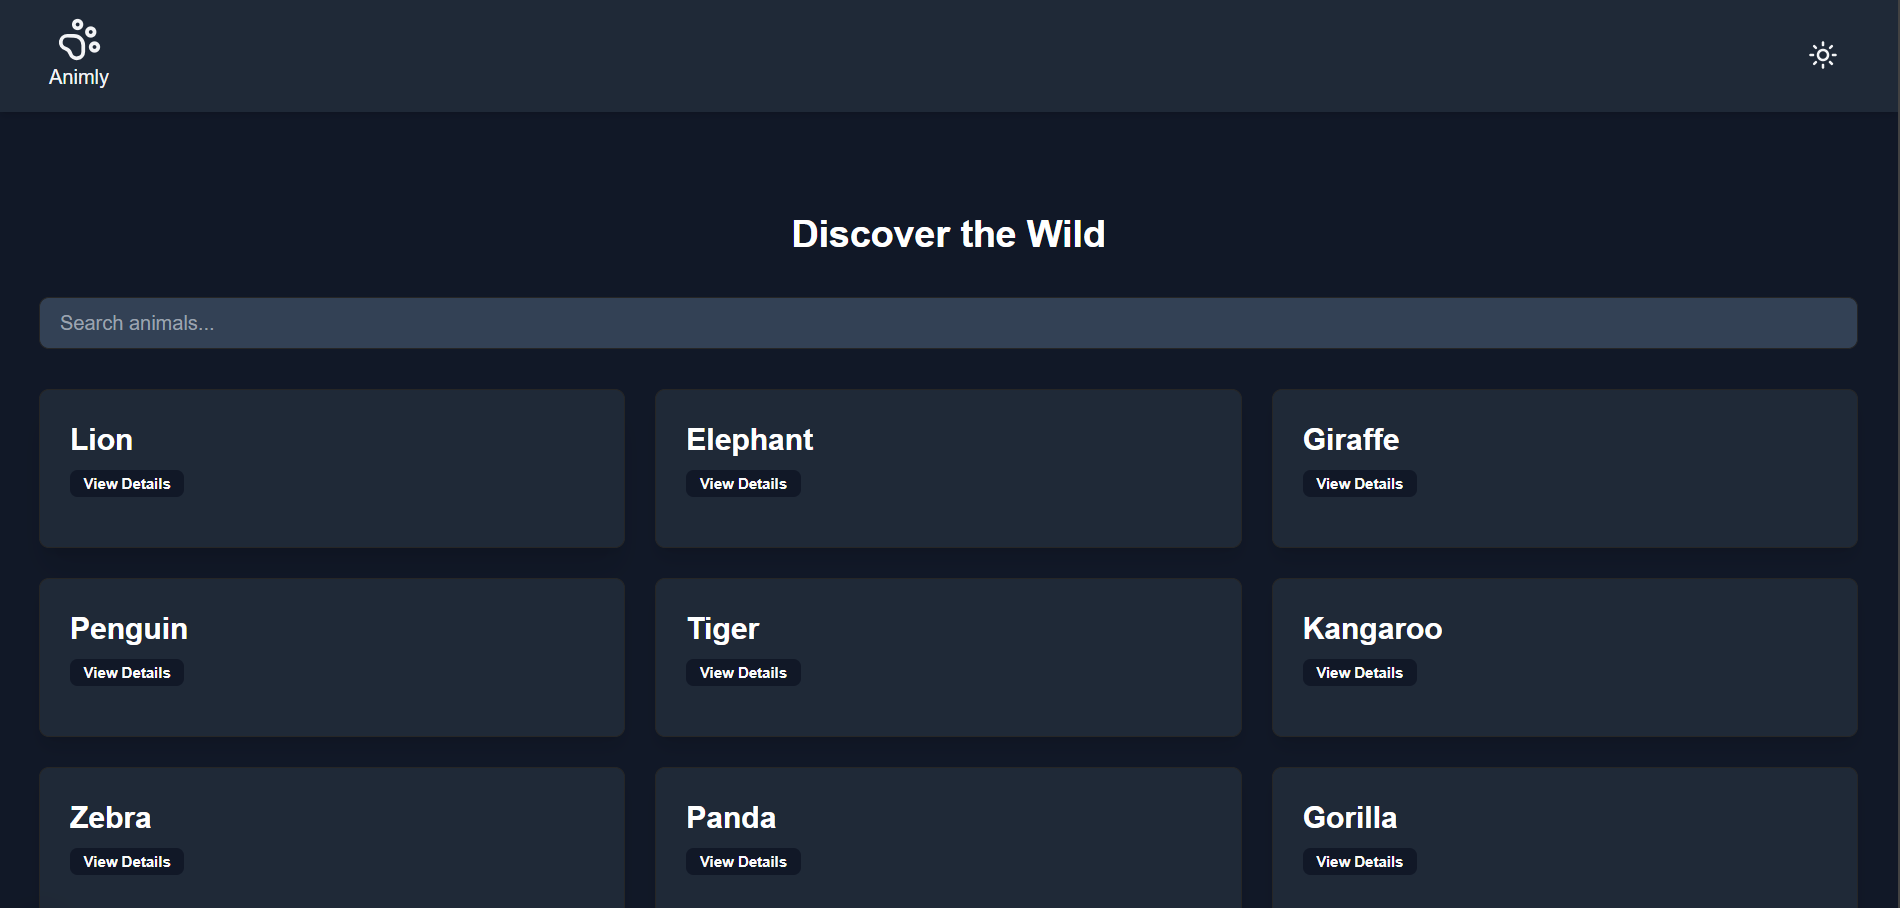 Animly
Discover the Wild
Search animals...
Lion
View Details
Elephant
View Details
Giraffe
View Details
Penguin
View Details
Tiger
View Details
Kangaroo
View Details
Zebra
View Details
Panda
View Details
Gorilla
View Details